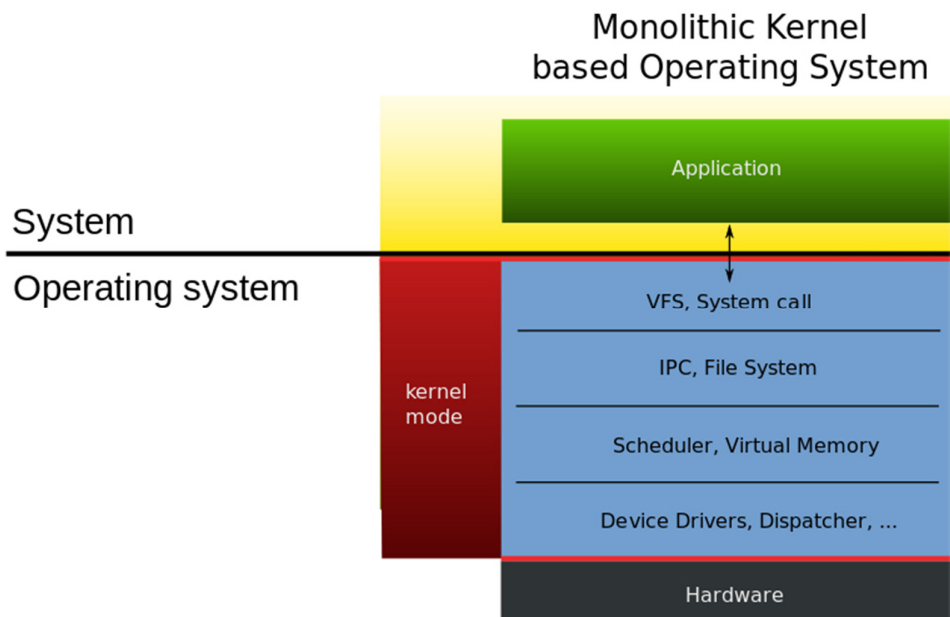 Monolithic Kernel
based Operating System
Application
System
Operating system
VFS, System call
IPC, File System
kernel
mode
Scheduler, Virtual Memory
Device Drivers, Dispatcher, ...
Hardware